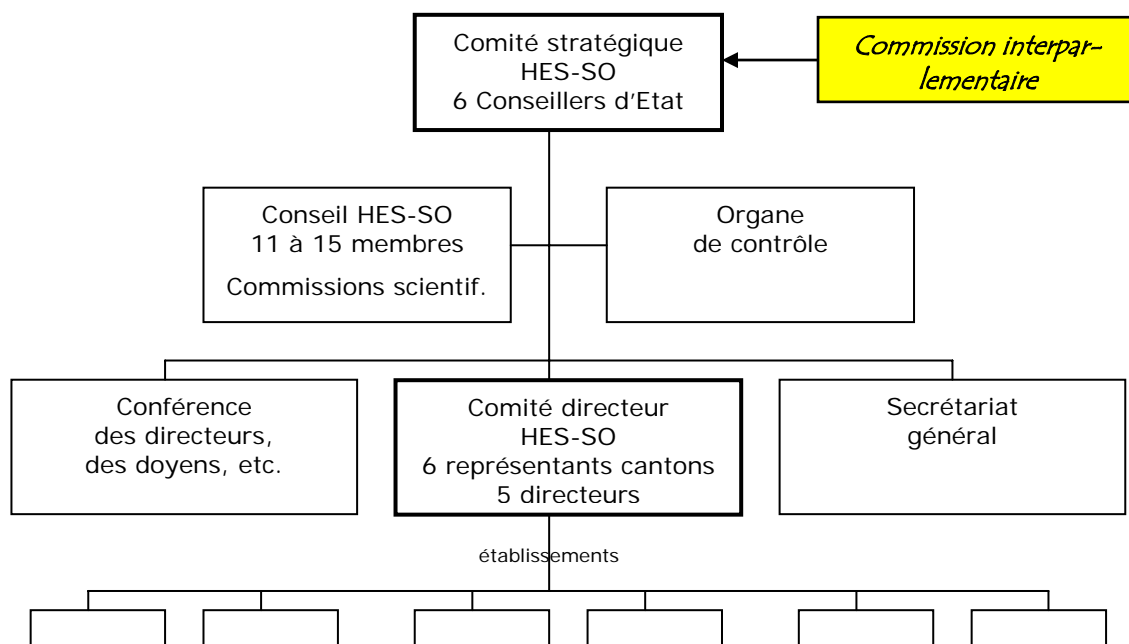 Comité stratégique
HES-SO
6 Conseillers d'Etat
Commission interpar-
lementaire
Conseil HES-SO
11 à 15 membres
Commissions scientif.
Organe
de contrôle
Conférence
des directeurs,
des doyens, etc.
Comité directeur
HES-SO
6 représentants cantons
5 directeurs
Secrétariat
général
établissements